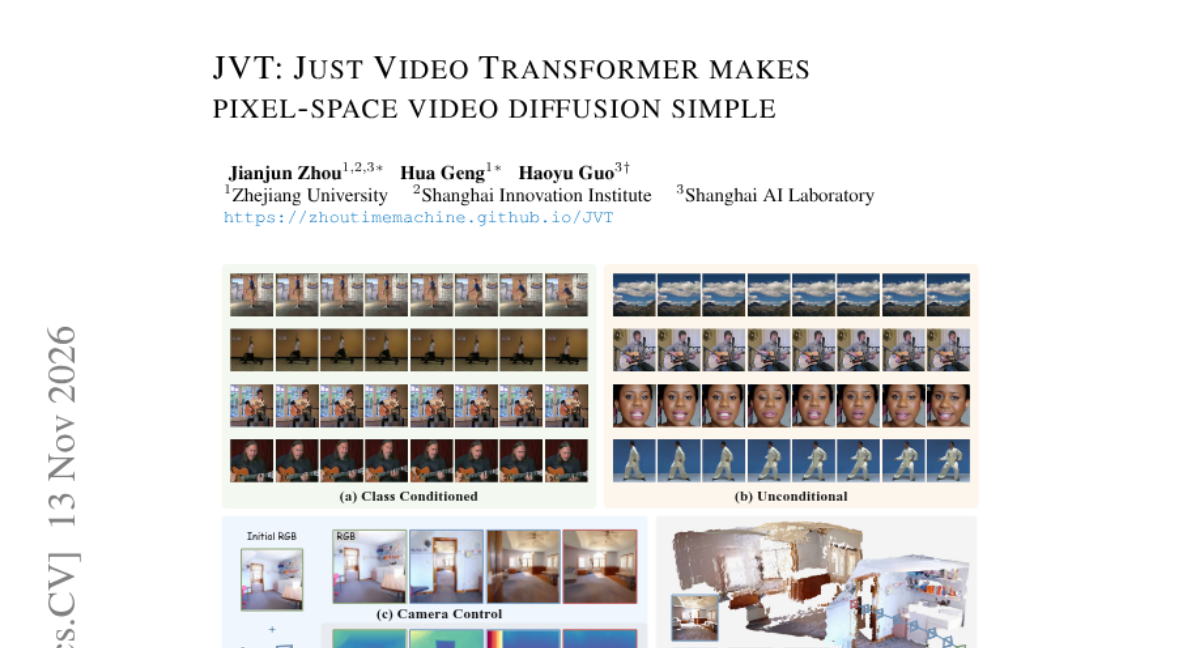 JVT: JUST VIDEO TRANSFORMER MAKES
PIXEL-SPACE VIDEO DIFFUSION SIMPLE
Jianjun Zhou1,2,3* Hua Geng1* Haoyu Guo3†
1Zhejiang University 2Shanghai Innovation Institute 3Shanghai AI Laboratory
https://zhoutimemachine.github.io/JVT
(a) Class Conditioned
(b) Unconditional
Initial RGB
RGB
(c) Camera Control
+
cs.CV] 13 Nov 2026